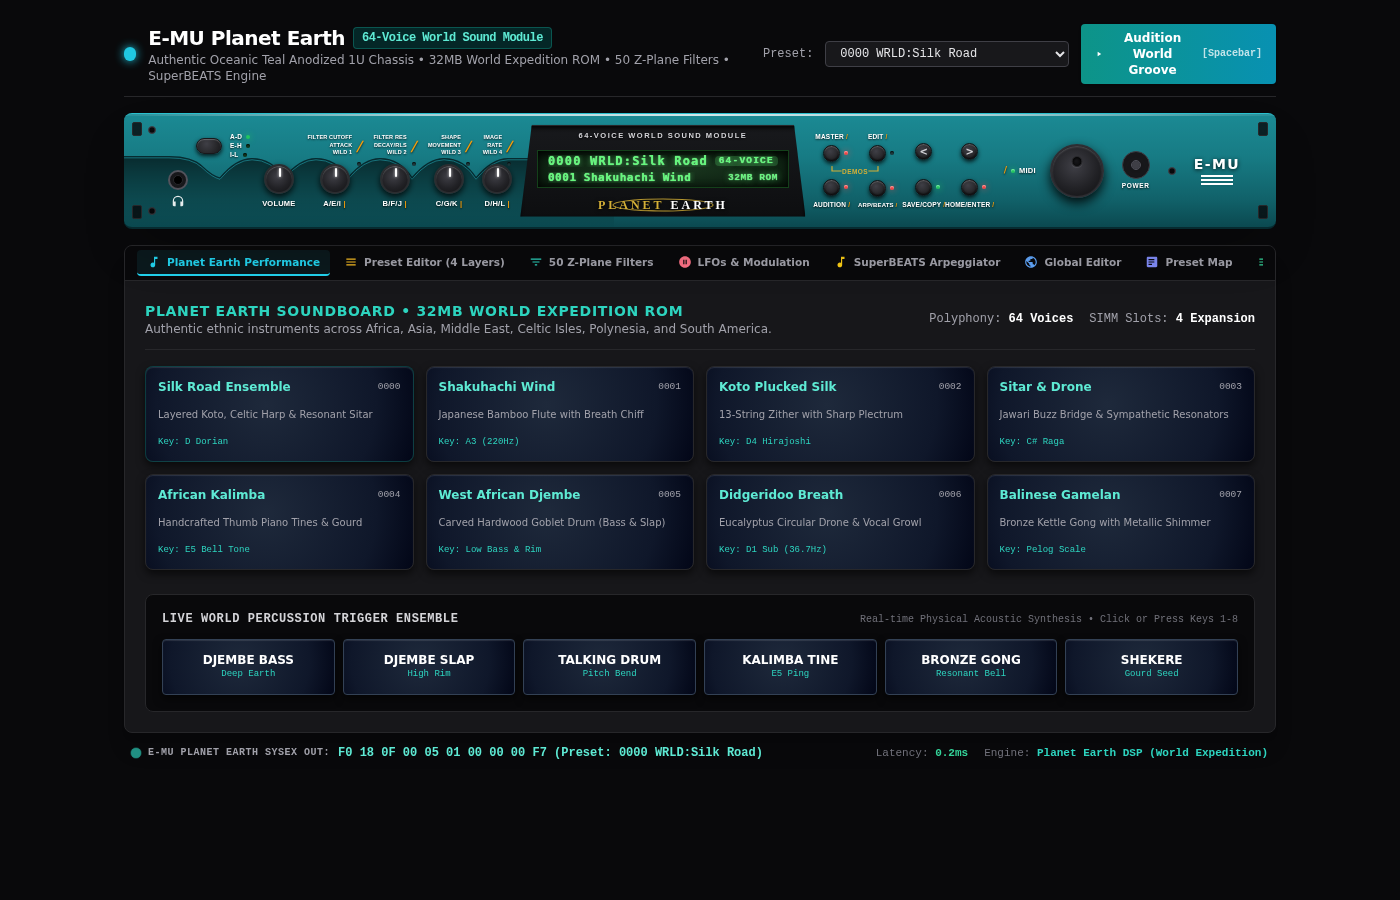 E-MU Planet Earth 64-Voice World Sound Module
Authentic Oceanic Teal Anodized 1U Chassis • 32MB World Expedition ROM • 50 Z-Plane Filters •
SuperBEATS Engine
Preset: 0000 WRLD:Silk Road
Audition
World
Groove
[Spacebar]
A-D
E-H
I-L
FILTER CUTOFF
ATTACK
WILD 1
FILTER RES
DECAY/RLS
WILD 2
SHAPE
MOVEMENT
WILD 3
IMAGE
RATE
WILD 4
VOLUME A/E/I | B/F/J | C/G/K | D/H/L |
64-VOICE WORLD SOUND MODULE
0000 WRLD:Silk Road 64-VOICE
0001 Shakuhachi Wind 32MB ROM
PLANET EARTH
MASTER / EDIT /
< >
DEMOS
AUDITION / ARP/BEATS / SAVE/COPY / HOME/ENTER /
/ MIDI
POWER
E-MU
Planet Earth Performance Preset Editor (4 Layers) 50 Z-Plane Filters LFOs & Modulation SuperBEATS Arpeggiator Global Editor Preset Map
PLANET EARTH SOUNDBOARD • 32MB WORLD EXPEDITION ROM
Authentic ethnic instruments across Africa, Asia, Middle East, Celtic Isles, Polynesia, and South America.
Polyphony: 64 Voices SIMM Slots: 4 Expansion
Silk Road Ensemble 0000
Layered Koto, Celtic Harp & Resonant Sitar
Key: D Dorian
Shakuhachi Wind 0001
Japanese Bamboo Flute with Breath Chiff
Key: A3 (220Hz)
Koto Plucked Silk 0002
13-String Zither with Sharp Plectrum
Key: D4 Hirajoshi
Sitar & Drone 0003
Jawari Buzz Bridge & Sympathetic Resonators
Key: C# Raga
African Kalimba 0004
Handcrafted Thumb Piano Tines & Gourd
Key: E5 Bell Tone
West African Djembe 0005
Carved Hardwood Goblet Drum (Bass & Slap)
Key: Low Bass & Rim
Didgeridoo Breath 0006
Eucalyptus Circular Drone & Vocal Growl
Key: D1 Sub (36.7Hz)
Balinese Gamelan 0007
Bronze Kettle Gong with Metallic Shimmer
Key: Pelog Scale
LIVE WORLD PERCUSSION TRIGGER ENSEMBLE
Real-time Physical Acoustic Synthesis • Click or Press Keys 1-8
DJEMBE BASS
Deep Earth
DJEMBE SLAP
High Rim
TALKING DRUM
Pitch Bend
KALIMBA TINE
E5 Ping
BRONZE GONG
Resonant Bell
SHEKERE
Gourd Seed
E-MU PLANET EARTH SYSEX OUT: F0 18 0F 00 05 01 00 00 00 F7 (Preset: 0000 WRLD:Silk Road)
Latency: 0.2ms Engine: Planet Earth DSP (World Expedition)